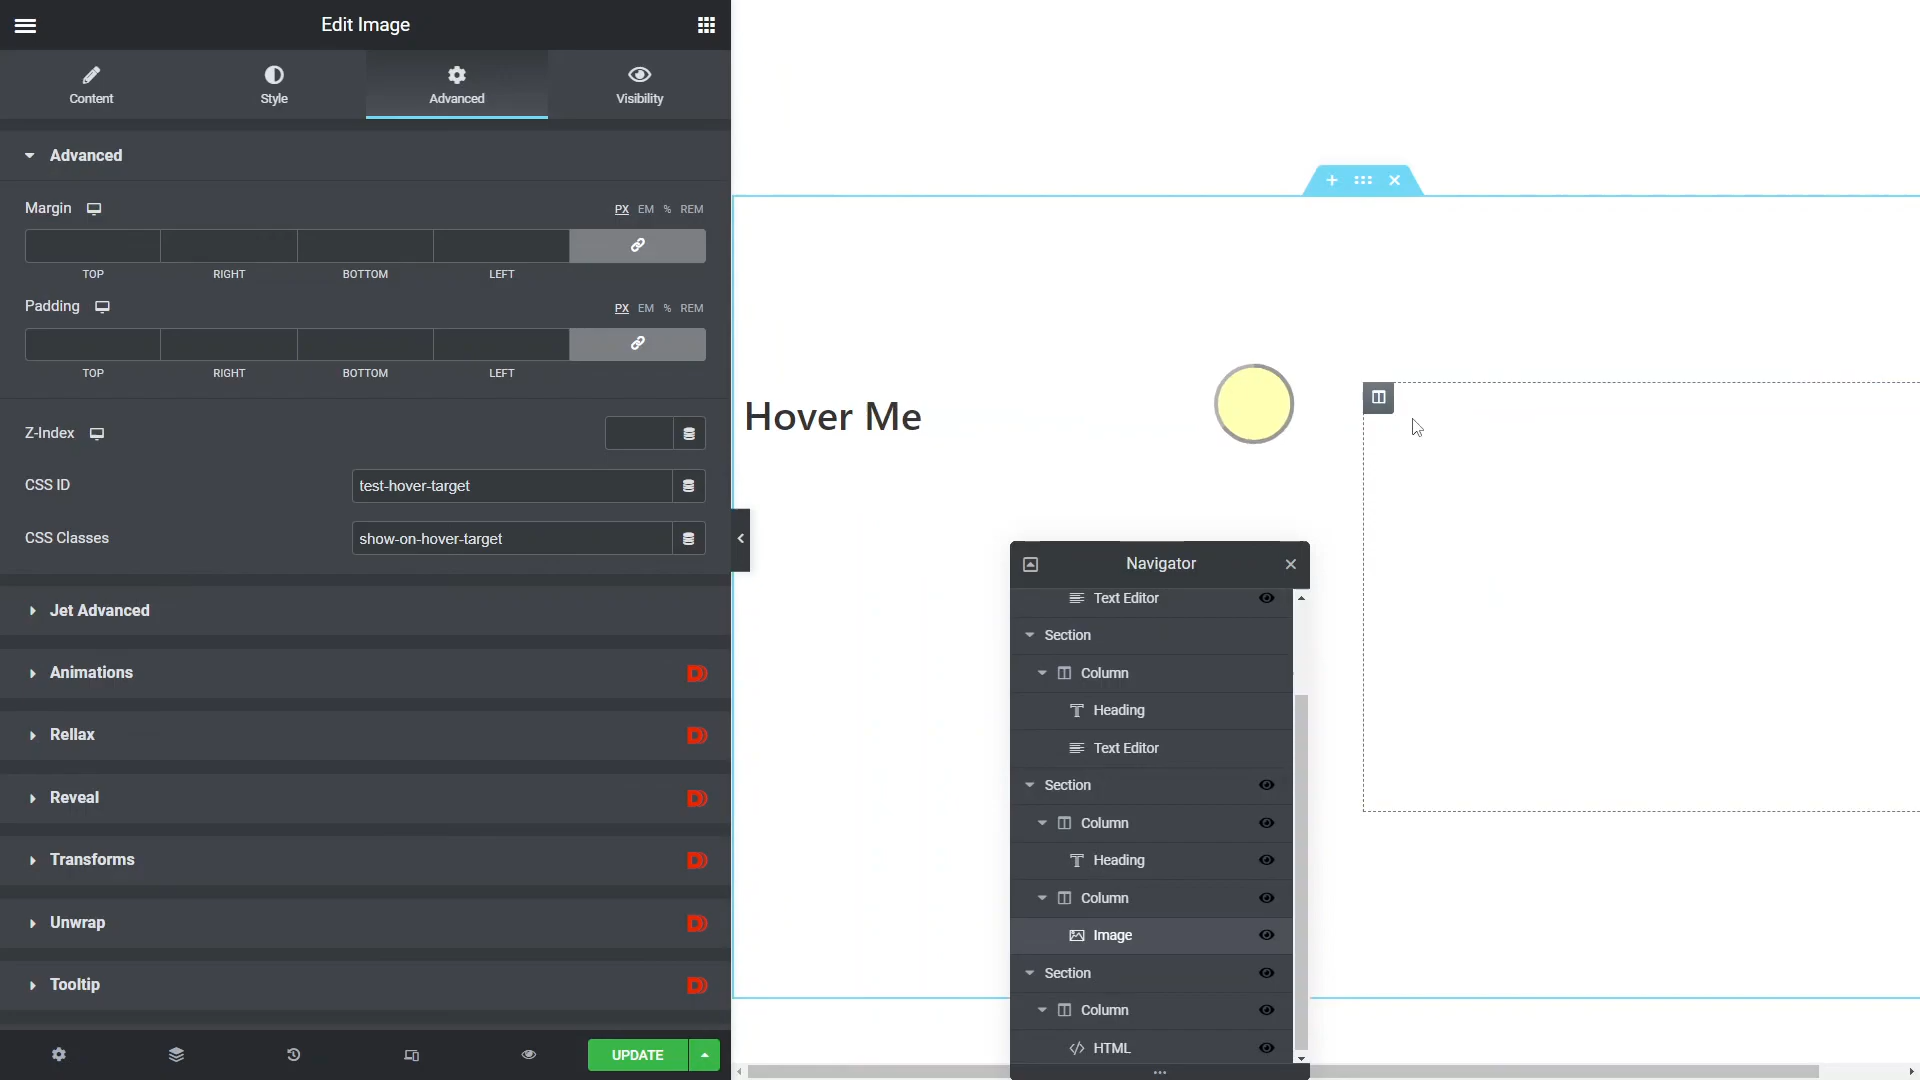 Edit Image
Content
Style
Advanced
Visibility
Advanced
Margin
PX EM % REM
TOP RIGHT BOTTOM LEFT
Padding
PX EM % REM
TOP RIGHT BOTTOM LEFT
Z-Index
CSS ID
test-hover-target
CSS Classes
show-on-hover-target
Jet Advanced
Animations
Rellax
Reveal
Transforms
Unwrap
Tooltip
UPDATE
Hover Me
Navigator
Text Editor
Section
Column
Heading
Text Editor
Section
Column
Heading
Column
Image
Section
Column
HTML